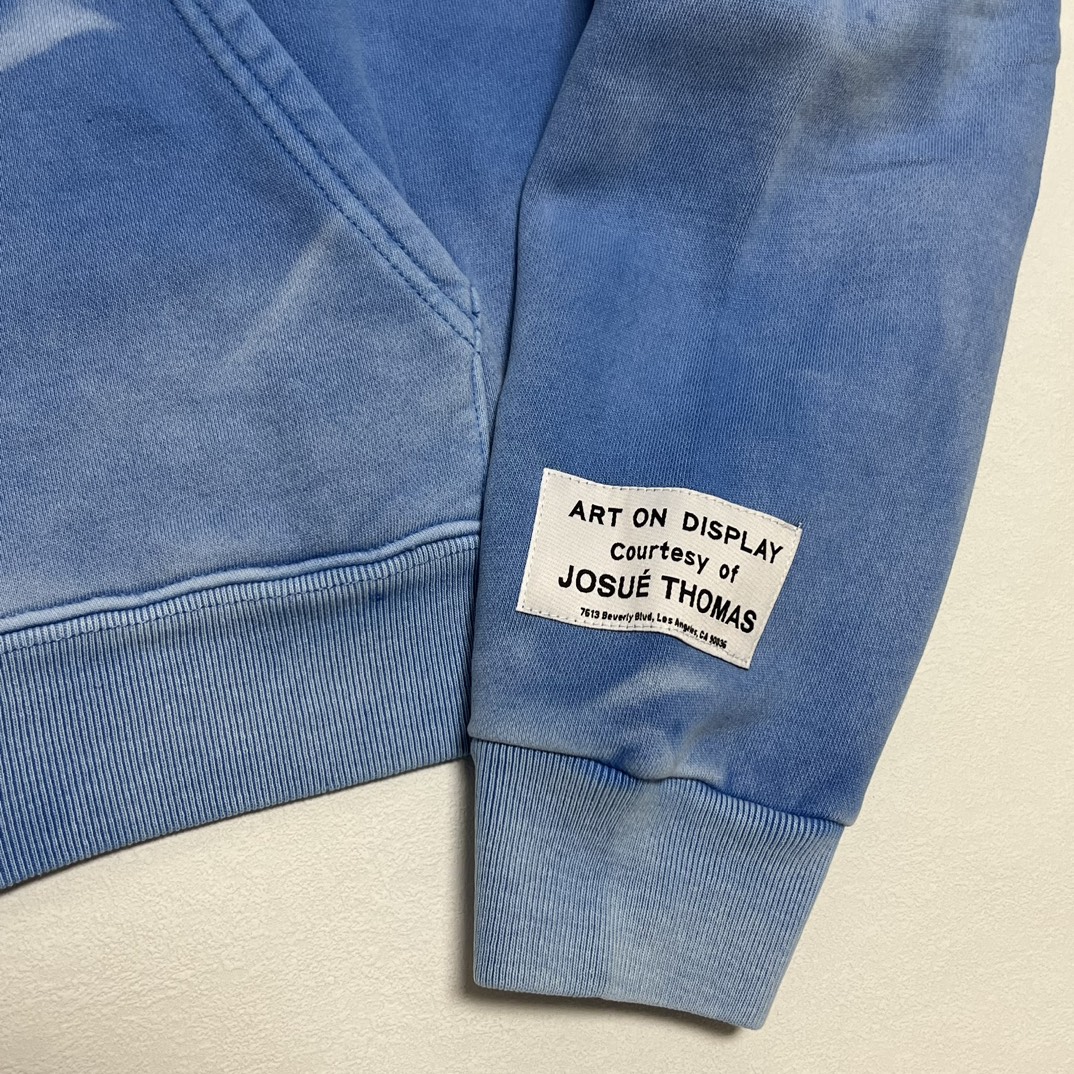 ART ON DISPLAY
Courtesy of
JOSUÉ THOMAS
7613 Beverly Blvd, Los Angeles, CA 90036